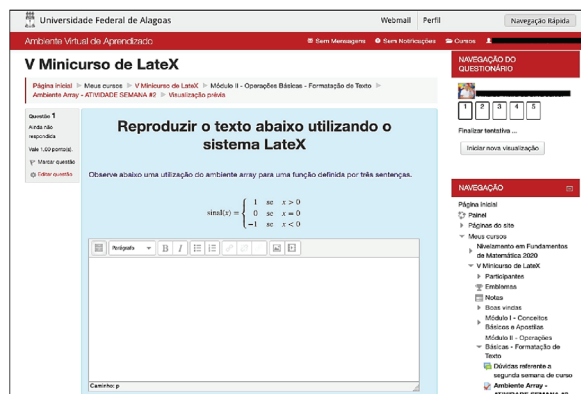 Universidade Federal de Alagoas
Webmail Perfil Navegação Rápida
Ambiente Virtual de Aprendizado
Sem Mensagens Sem Notificações Cursos
V Minicurso de LateX
Página inicial Meus cursos V Minicurso de LateX Módulo II - Operações Básicas - Formatação de Texto
Ambiente Array - ATIVIDADE SEMANA #2 Visualização prévia
Questão 1
Ainda não
respondida
Vale 1,00 ponto(s).
Marcar questão
Editar questão
Reproduzir o texto abaixo utilizando o
sistema LateX
Observe abaixo uma utilização do ambiente array para uma função definida por três sentenças.
1 se x > 0
sinal(x) = { 0 se x = 0
−1 se x < 0
Parágrafo B I
Caminho: p
NAVEGAÇÃO DO
QUESTIONÁRIO
1 2 3 4 5
Finalizar tentativa ...
Iniciar nova visualização
NAVEGAÇÃO
Página inicial
Painel
Páginas do site
Meus cursos
Nivelamento em Fundamentos
de Matemática 2020
V Minicurso de LateX
Participantes
Emblemas
Notas
Boas vindas
Módulo I - Conceitos
Básicos e Apostilas
Módulo II - Operações
Básicas - Formatação de
Texto
Dúvidas referente a
segunda semana de curso
Ambiente Array -
ATIVIDADE SEMANA #2